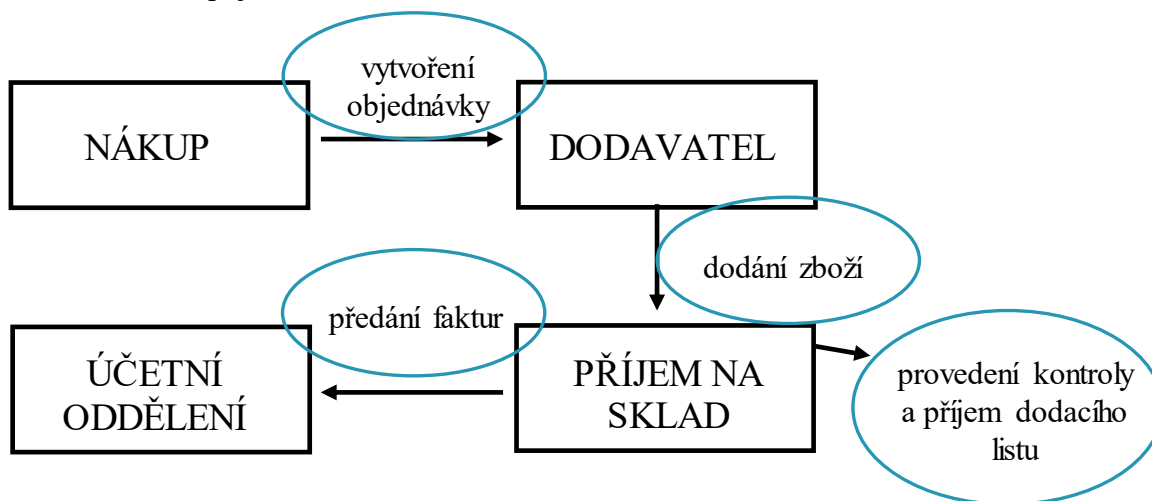 vytvoření
objednávky
NÁKUP
DODAVATEL
dodání zboží
předání faktur
ÚČETNÍ
ODDĚLENÍ
PŘÍJEM NA
SKLAD
provedení kontroly
a příjem dodacího
listu